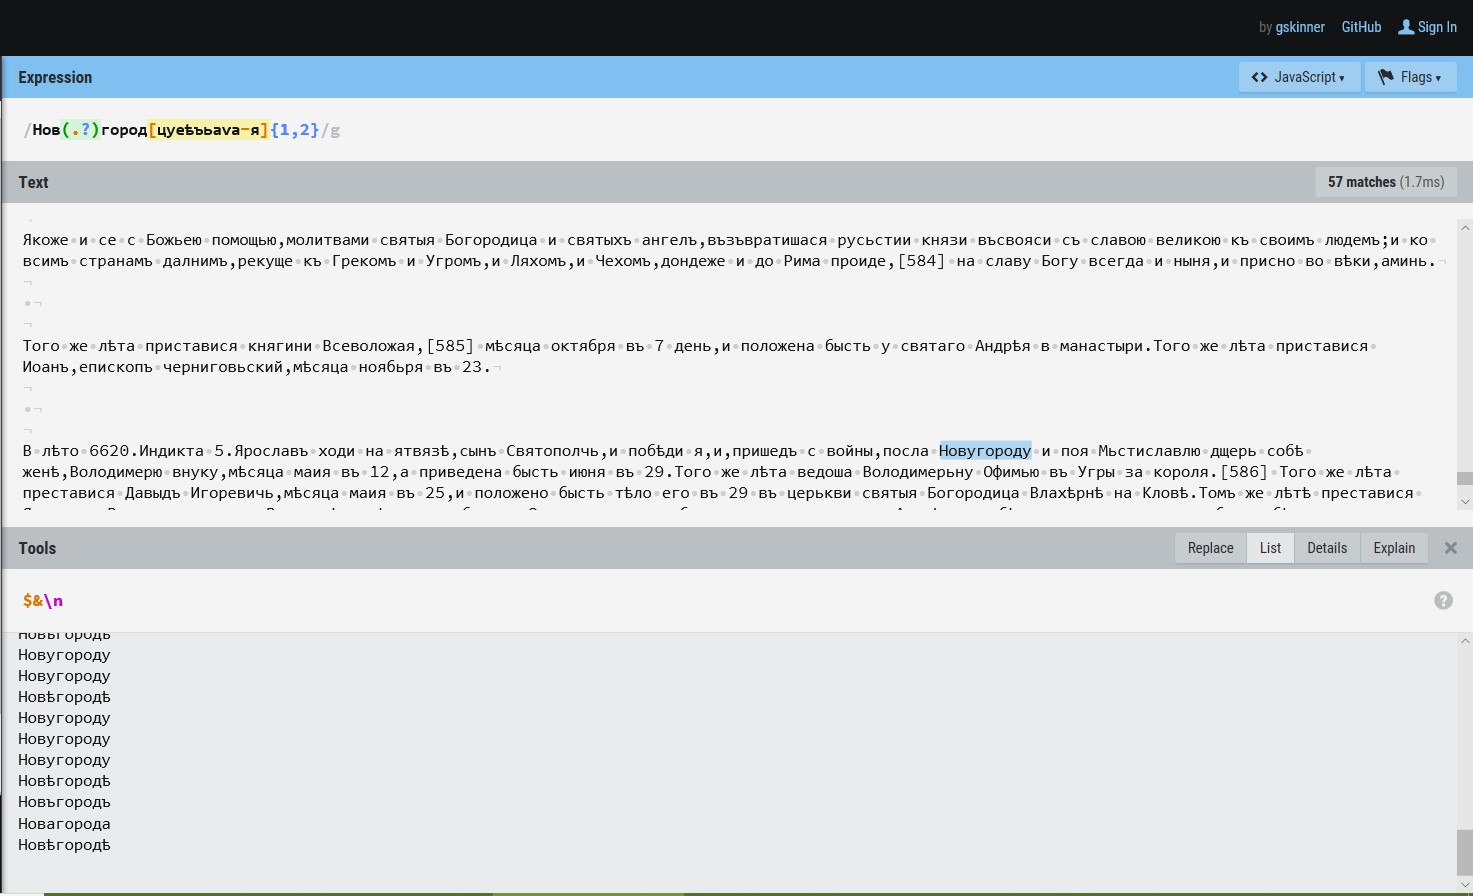 by gskinner GitHub Sign In
Expression JavaScript Flags
/Нов(.?)город[цуеѣъьava-я]{1,2}/g
Text 57 matches (1.7ms)
Якоже и се с Божьею помощью,молитвами святыя Богородица и святыхъ ангелъ,възъвратишася русьстии князи въсвояси съ славою великою къ своимъ людемъ;и ко
всимъ странамъ далнимъ,рекуще къ Грекомъ и Угромъ,и Ляхомъ,и Чехомъ,дондеже и до Рима проиде,[584] на славу Богу всегда и ныня,и присно во вѣки,аминь.
Того же лѣта приставися княгини Всеволожая,[585] мѣсяца октября въ 7 день,и положена бысть у святаго Андрѣя в манастыри.Того же лѣта приставися
Иоанъ,епископъ черниговьский,мѣсяца ноябьря въ 23.
В лѣто 6620.Индикта 5.Ярославъ ходи на ятвязѣ,сынъ Святополчь,и побѣди я,и,пришедъ с войны,посла Новугороду и поя Мьстиславлю дщерь собѣ
женѣ,Володимерю внуку,мѣсяца маия въ 12,а приведена бысть июня въ 29.Того же лѣта ведоша Володимерьну Офимью въ Угры за короля.[586] Того же лѣта
преставися Давыдъ Игоревичь,мѣсяца маия въ 25,и положено бысть тѣло его въ 29 въ церькви святыя Богородица Влахѣрнѣ на Кловѣ.Томъ же лѣтѣ преставися
Tools Replace List Details Explain
$&\n
Новугороду
Новугороду
Новѣгородѣ
Новугороду
Новугороду
Новугороду
Новѣгородѣ
Новъгородъ
Новагорода
Новѣгородѣ